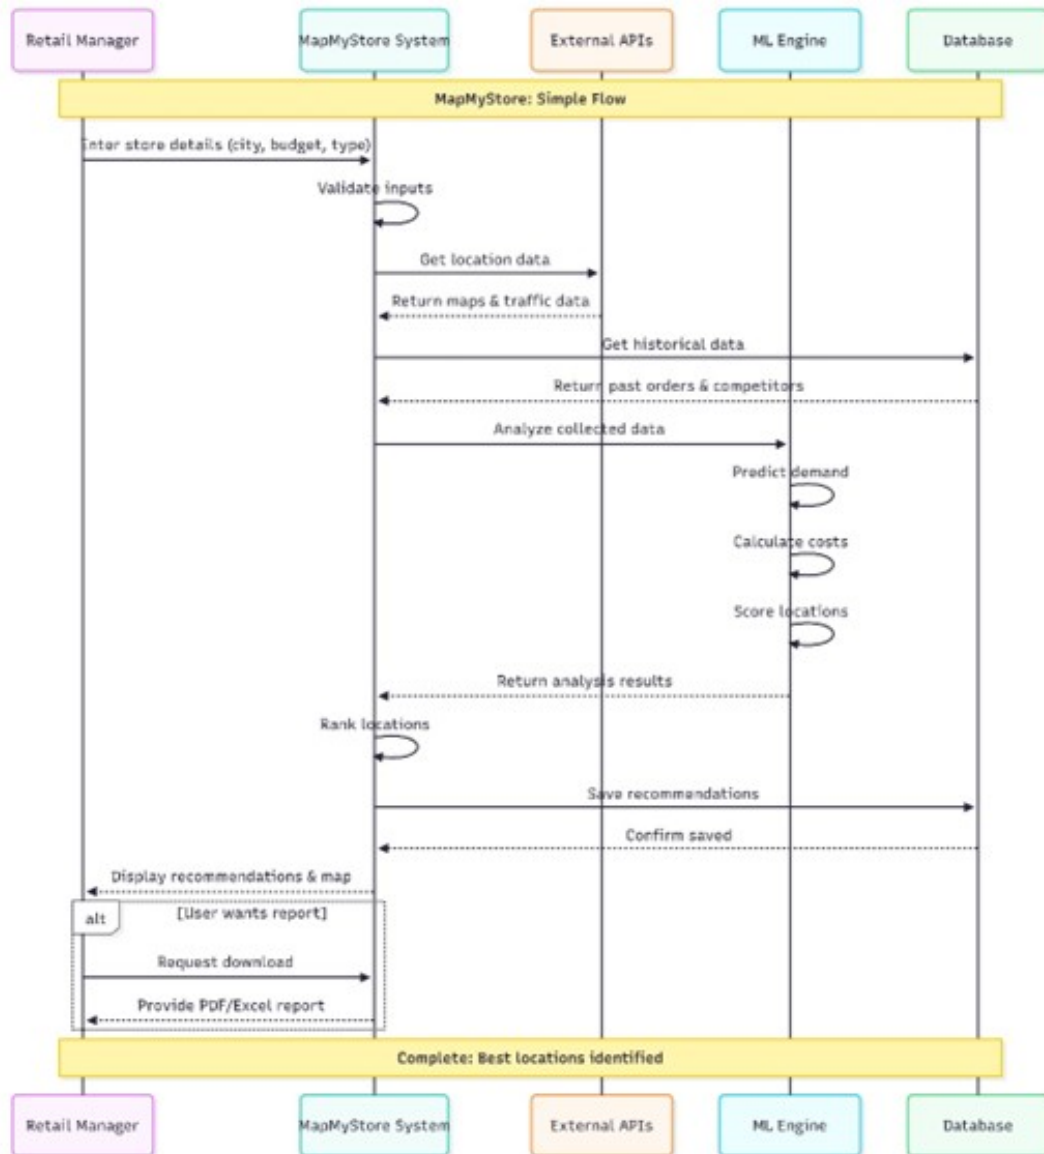 Retail Manager
MapMyStore System
External APIs
ML Engine
Database
MapMyStore: Simple Flow
Enter store details (city, budget, type)
Validate inputs
Get location data
Return maps & traffic data
Get historical data
Return past orders & competitors
Analyze collected data
Predict demand
Calculate costs
Score locations
Return analysis results
Rank locations
Save recommendations
Confirm saved
Display recommendations & map
alt
[User wants report]
Request download
Provide PDF/Excel report
Complete: Best locations identified
Retail Manager
MapMyStore System
External APIs
ML Engine
Database